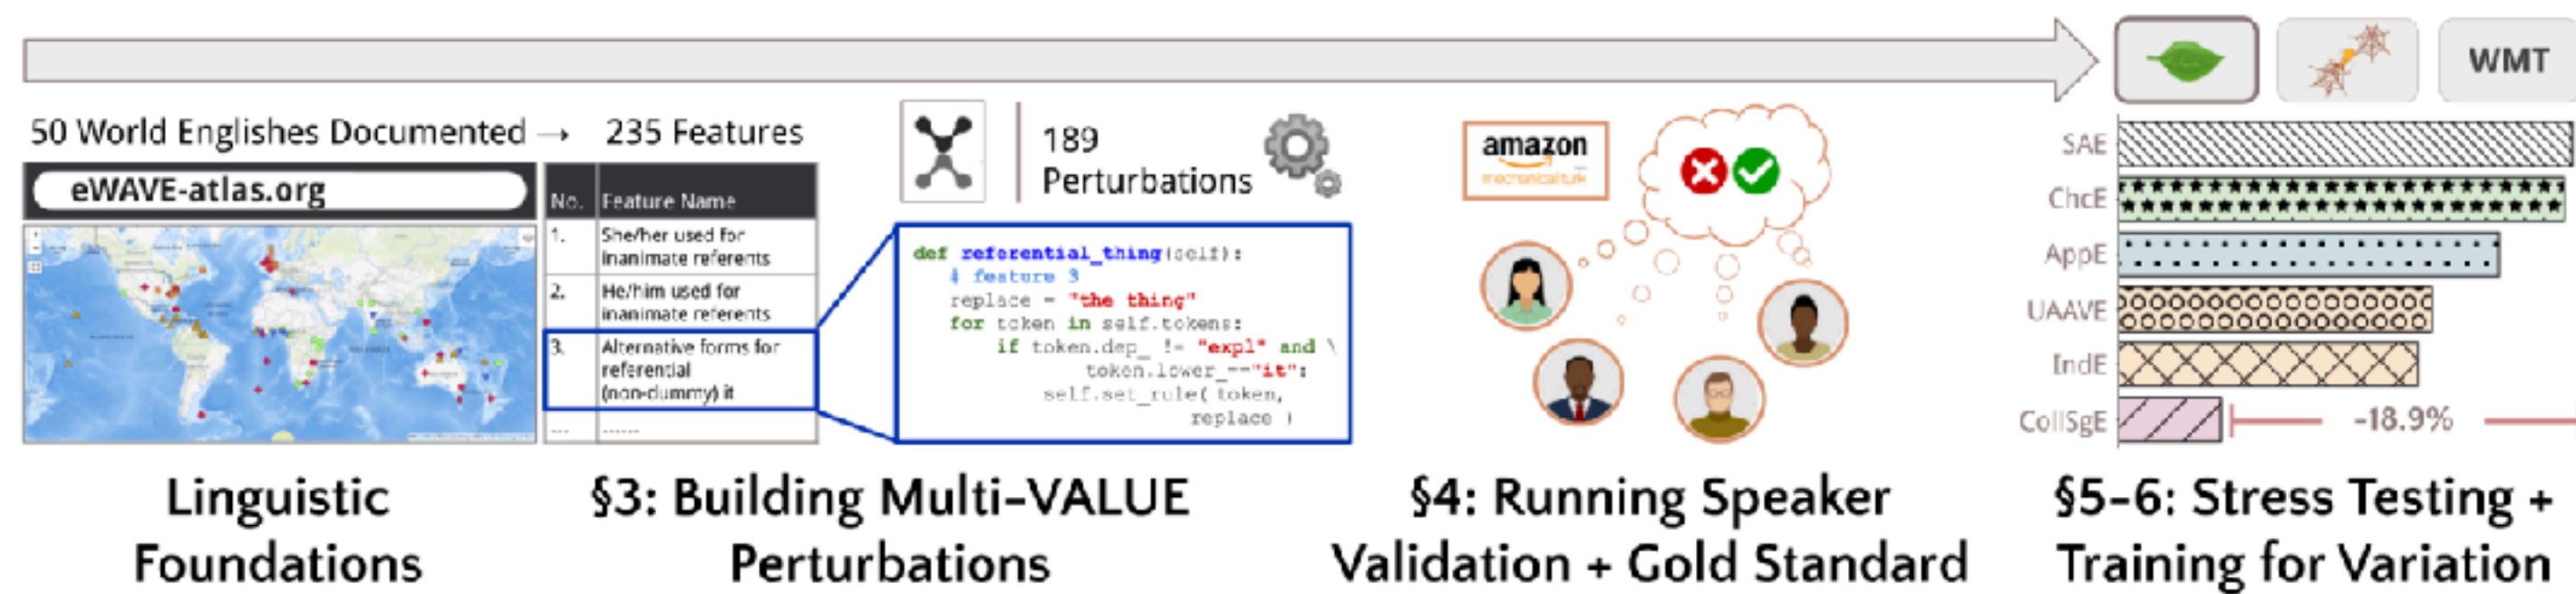 50 World Englishes Documented → 235 Features
eWAVE-atlas.org
No. Feature Name
1. She/her used for
inanimate referents
2. He/him used for
inanimate referents
3. Alternative forms for
referential
(non-dummy) it
... ......
189
Perturbations
def referential_thing(self):
# feature 3
replace = "the thing"
for token in self.tokens:
if token.dep_ != "expl" and \
token.lower_=="it":
self.set_rule( token,
replace )
amazon
mechanical turk
WMT
SAE
ChcE
AppE
UAAVE
IndE
CollSgE
-18.9%
Linguistic
Foundations
§3: Building Multi-VALUE
Perturbations
§4: Running Speaker
Validation + Gold Standard
§5-6: Stress Testing +
Training for Variation